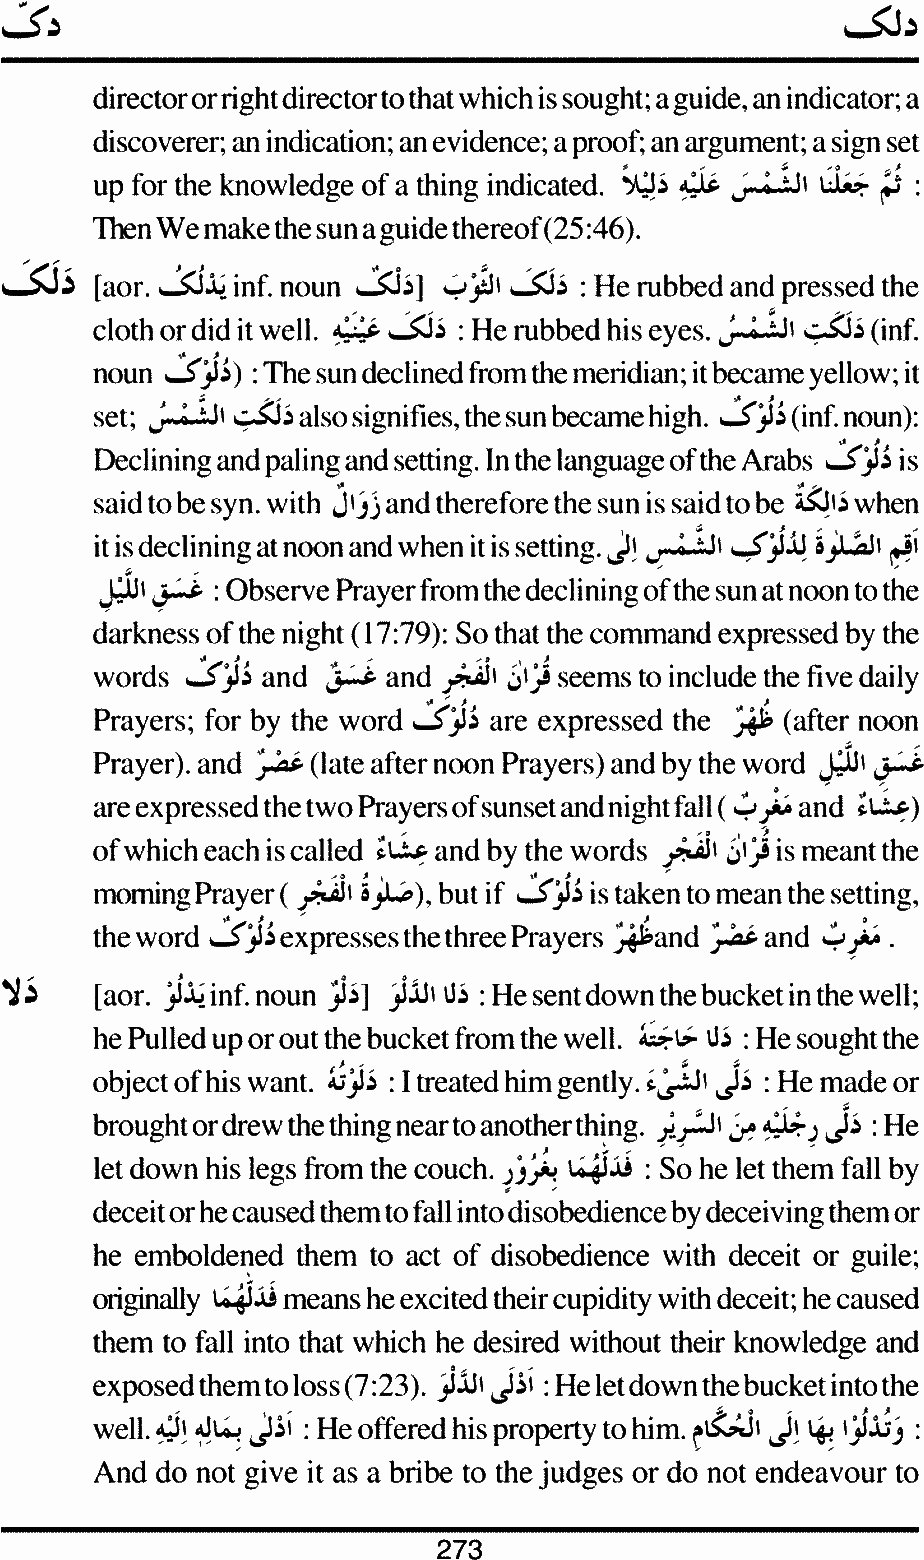 دکّ دلک
director or right director to that which is sought; a guide, an indicator; a
discoverer; an indication; an evidence; a proof; an argument; a sign set
up for the knowledge of a thing indicated. ثُمَّ جَعَلْنَا الشَّمْسَ عَلَيْهِ دَلِيْلاً :
Then We make the sun a guide thereof (25:46).
دَلَکَ [aor. يَدْلُکُ inf. noun دَلْکٌ] دَلَکَ الثَّوْبَ : He rubbed and pressed the
cloth or did it well. دَلَکَ عَيْنَيْهِ : He rubbed his eyes. دَلَکَتِ الشَّمْسُ (inf.
noun دُلُوْکٌ) : The sun declined from the meridian; it became yellow; it
set; دَلَکَتِ الشَّمْسُ also signifies, the sun became high. دُلُوْکٌ (inf. noun):
Declining and paling and setting. In the language of the Arabs دُلُوْکٌ is
said to be syn. with زَوَالٌ and therefore the sun is said to be دَالِکَةٌ when
it is declining at noon and when it is setting. اَقِمِ الصَّلٰوةَ لِدُلُوْکِ الشَّمْسِ اِلٰی
غَسَقِ اللَّيْلِ : Observe Prayer from the declining of the sun at noon to the
darkness of the night (17:79): So that the command expressed by the
words دُلُوْکٌ and غَسَقٌ and قُرْاٰنَ الْفَجْرِ seems to include the five daily
Prayers; for by the word دُلُوْکٌ are expressed the ظُهْرٌ (after noon
Prayer). and عَصْرٌ (late after noon Prayers) and by the word غَسَقِ اللَّيْلِ
are expressed the two Prayers of sunset and night fall ( مَغْرِبٌ and عِشَاءٌ)
of which each is called عِشَاءٌ and by the words قُرْاٰنَ الْفَجْرِ is meant the
morning Prayer ( صَلٰوةُ الْفَجْرِ), but if دُلُوْکٌ is taken to mean the setting,
the word دُلُوْکٌ expresses the three Prayers ظُهْرٌ and عَصْرٌ and مَغْرِبٌ .
دَلَا [aor. يَدْلُوْ inf. noun دَلْوٌ] دَلَا الدَّلْوَ : He sent down the bucket in the well;
he Pulled up or out the bucket from the well. دَلَا حَاجَتَهٗ : He sought the
object of his want. دَلَوْتُهٗ : I treated him gently. دَلَّی الشَّیْءَ : He made or
brought or drew the thing near to another thing. دَلَّی رِجْلَيْهِ مِنَ السَّرِيْرِ : He
let down his legs from the couch. فَدَلّٰهُمَا بِغُرُوْرٍ : So he let them fall by
deceit or he caused them to fall into disobedience by deceiving them or
he emboldened them to act of disobedience with deceit or guile;
originally فَدَلّٰهُمَا means he excited their cupidity with deceit; he caused
them to fall into that which he desired without their knowledge and
exposed them to loss (7:23). اَدْلَی الدَّلْوَ : He let down the bucket into the
well. اَدْلٰی بِمَالِهٖ اِلَيْهِ : He offered his property to him. وَتُدْلُوْا بِهَا اِلَی الْحُکَّامِ :
And do not give it as a bribe to the judges or do not endeavour to
273